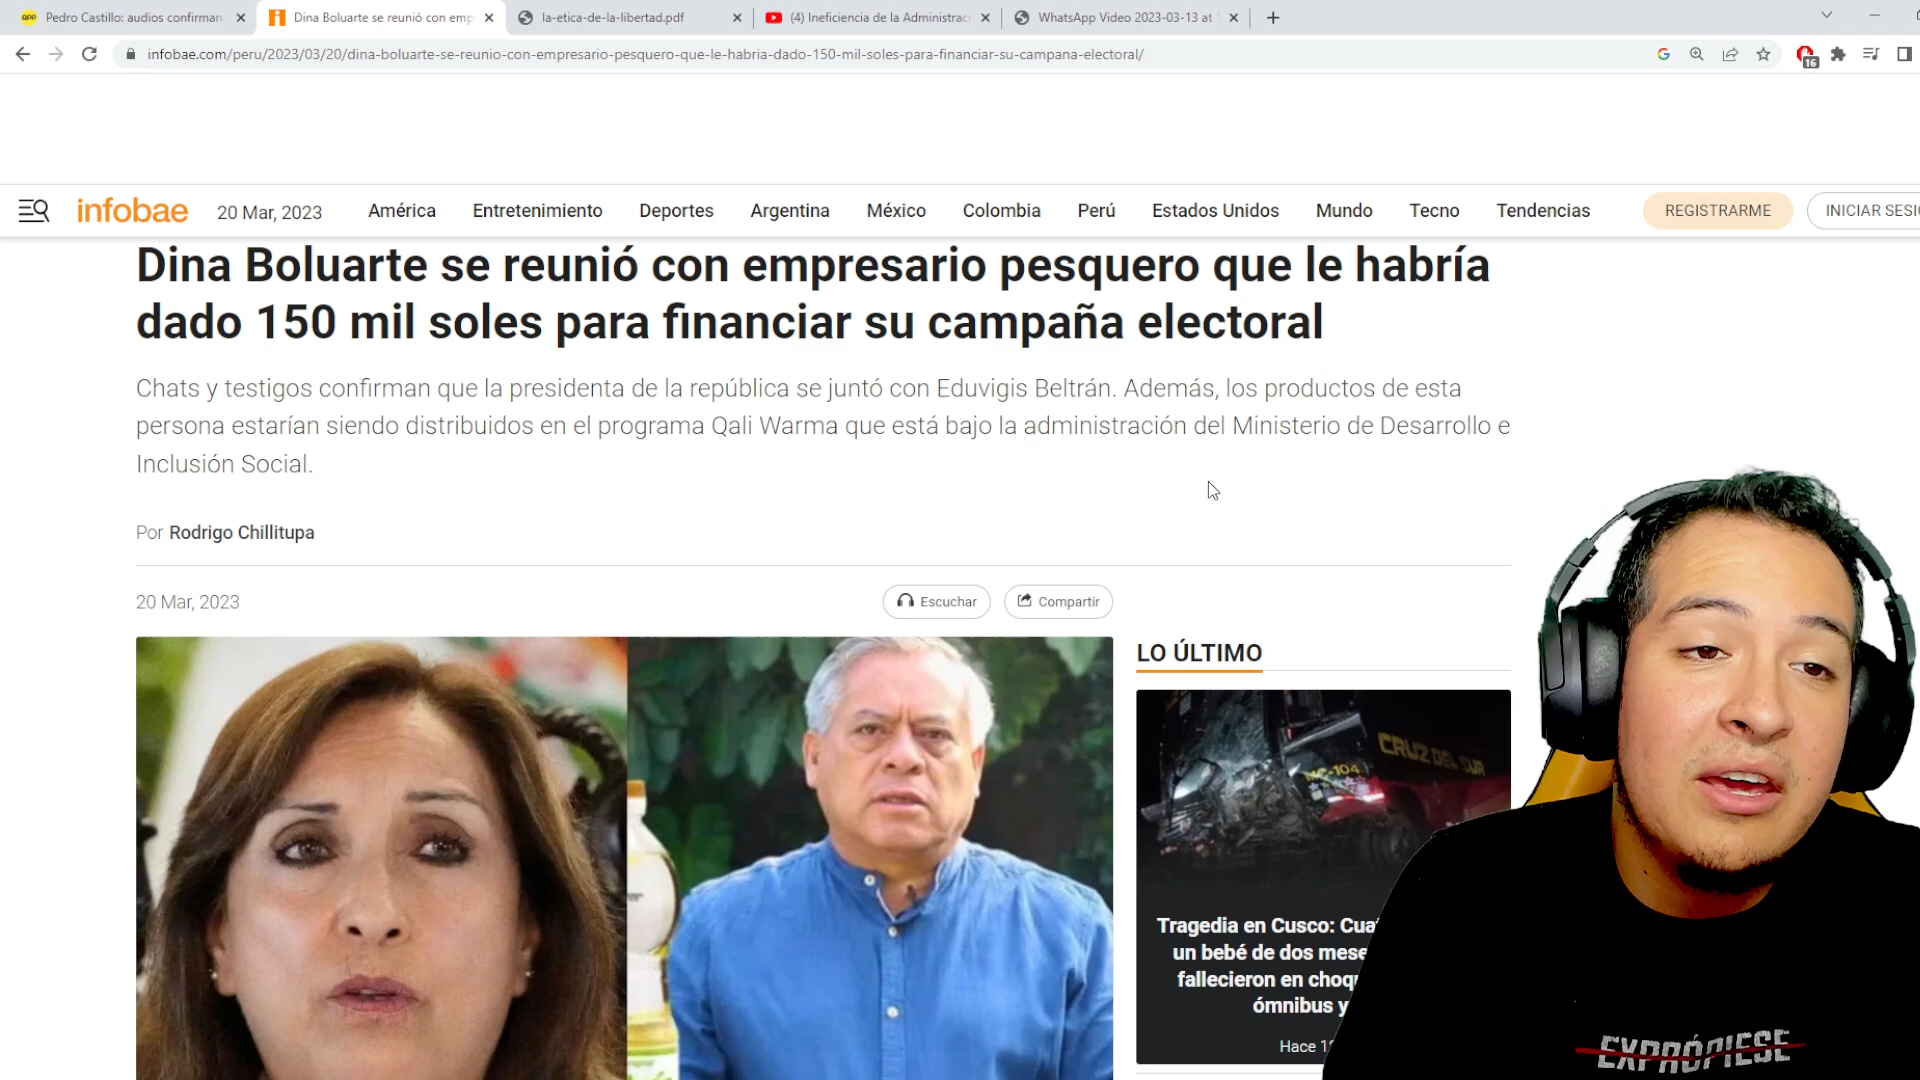 Pedro Castillo: audios confirman
Dina Boluarte se reunió con emp
la-etica-de-la-libertad.pdf
(4) Ineficiencia de la Administrac
WhatsApp Video 2023-03-13 at
infobae.com/peru/2023/03/20/dina-boluarte-se-reunio-con-empresario-pesquero-que-le-habria-dado-150-mil-soles-para-financiar-su-campana-electoral/
16
infobae
20 Mar, 2023
América
Entretenimiento
Deportes
Argentina
México
Colombia
Perú
Estados Unidos
Mundo
Tecno
Tendencias
REGISTRARME
INICIAR SESIÓ
Dina Boluarte se reunió con empresario pesquero que le habría
dado 150 mil soles para financiar su campaña electoral
Chats y testigos confirman que la presidenta de la república se juntó con Eduvigis Beltrán. Además, los productos de esta
persona estarían siendo distribuidos en el programa Qali Warma que está bajo la administración del Ministerio de Desarrollo e
Inclusión Social.
Por Rodrigo Chillitupa
20 Mar, 2023
Escuchar
Compartir
LO ÚLTIMO
CRUZ DEL SUR
MC-104
Tragedia en Cusco: Cua
un bebé de dos mese
fallecieron en choq
ómnibus y
Hace 1
EXPRÓPIESE